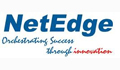 NetEdge
Orchestrating Success
through innovation